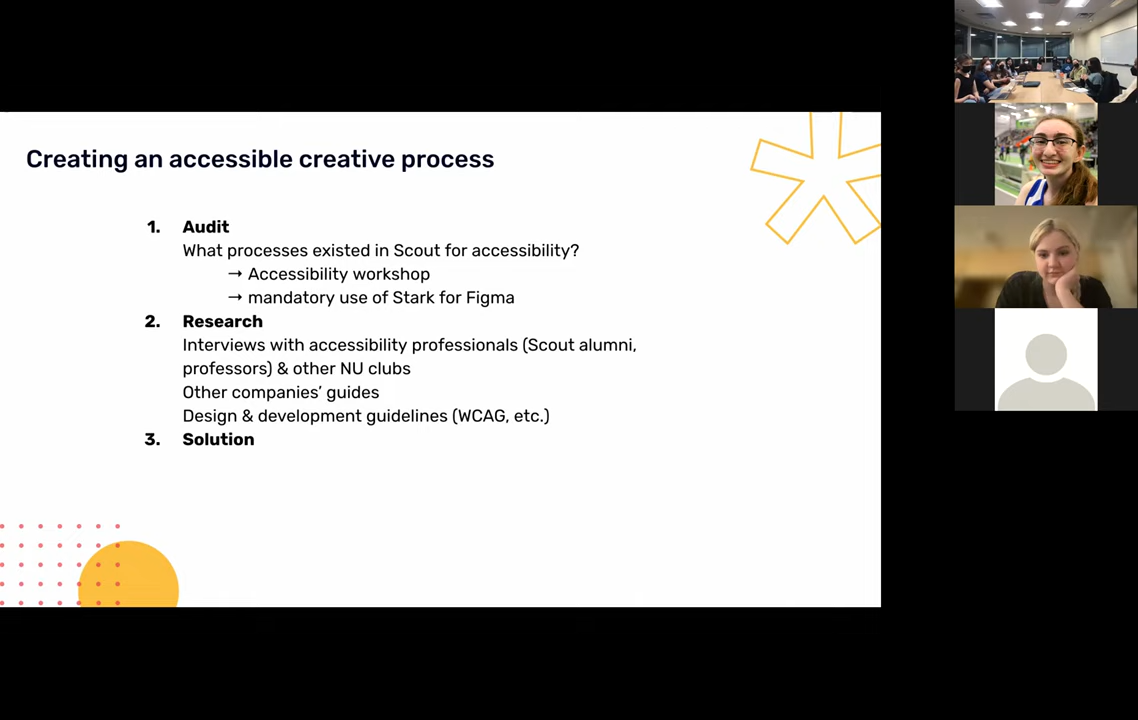 Creating an accessible creative process
1. Audit
What processes existed in Scout for accessibility?
→ Accessibility workshop
→ mandatory use of Stark for Figma
2. Research
Interviews with accessibility professionals (Scout alumni,
professors) & other NU clubs
Other companies’ guides
Design & development guidelines (WCAG, etc.)
3. Solution